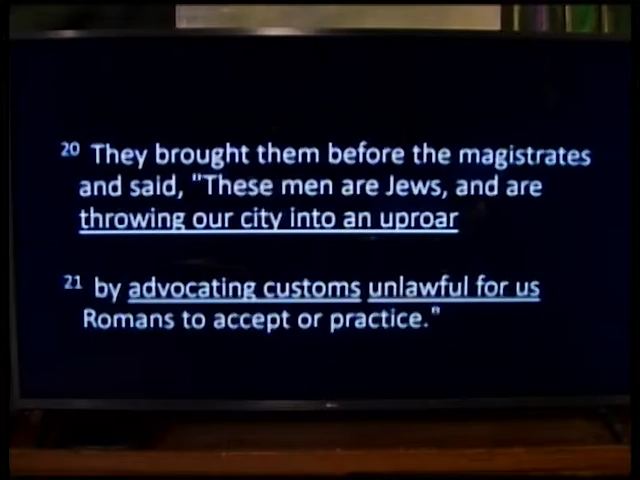 20 They brought them before the magistrates
and said, "These men are Jews, and are
throwing our city into an uproar
21 by advocating customs unlawful for us
Romans to accept or practice."